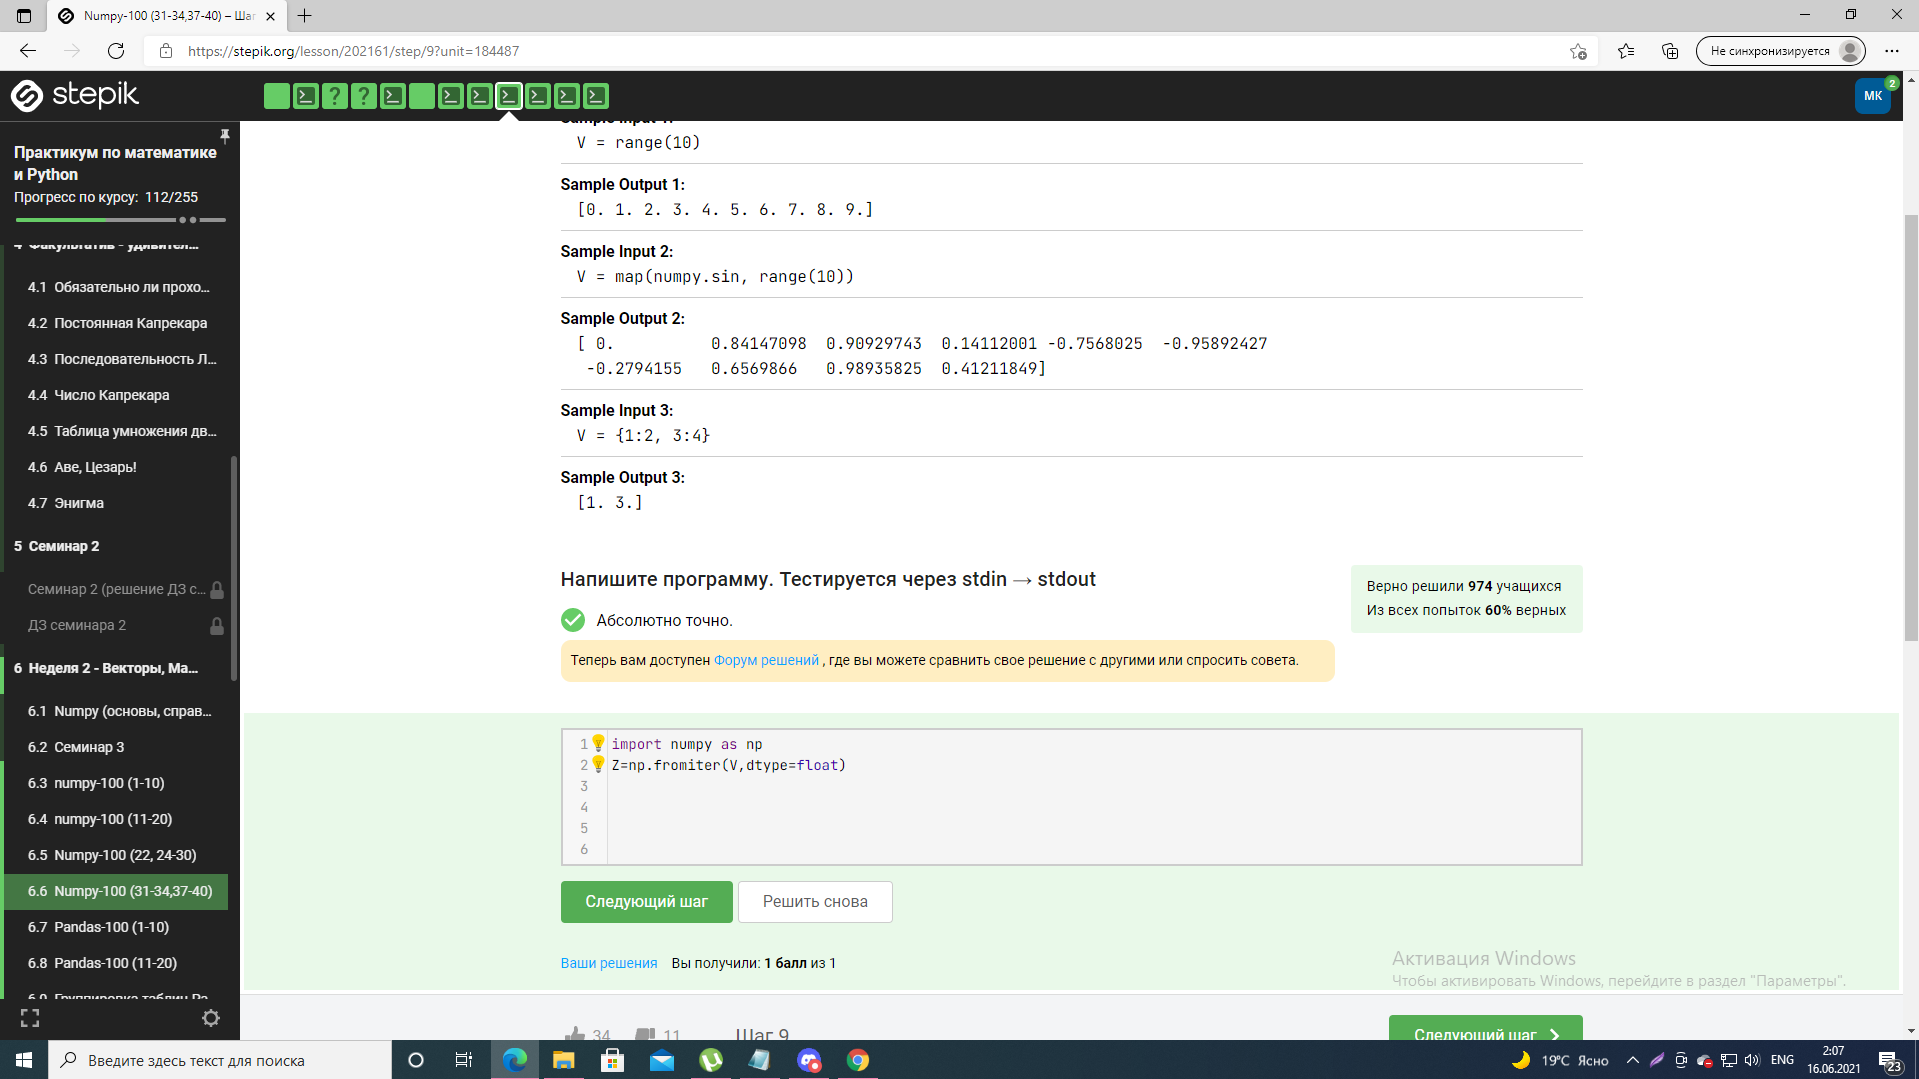 Numpy-100 (31-34,37-40) – Шаг
https://stepik.org/lesson/202161/step/9?unit=184487
Не синхронизируется
stepik
МК
2
Практикум по математике
и Python
Прогресс по курсу: 112/255
4 Факультатив - удивител...
4.1 Обязательно ли прохо...
4.2 Постоянная Капрекара
4.3 Последовательность Л...
4.4 Число Капрекара
4.5 Таблица умножения дв...
4.6 Аве, Цезарь!
4.7 Энигма
5 Семинар 2
Семинар 2 (решение ДЗ с...
ДЗ семинара 2
6 Неделя 2 - Векторы, Ма...
6.1 Numpy (основы, справ...
6.2 Семинар 3
6.3 numpy-100 (1-10)
6.4 numpy-100 (11-20)
6.5 Numpy-100 (22, 24-30)
6.6 Numpy-100 (31-34,37-40)
6.7 Pandas-100 (1-10)
6.8 Pandas-100 (11-20)
6.9 Группировка таблиц Pa...
Sample Input 1:
V = range(10)
Sample Output 1:
[0. 1. 2. 3. 4. 5. 6. 7. 8. 9.]
Sample Input 2:
V = map(numpy.sin, range(10))
Sample Output 2:
[ 0. 0.84147098 0.90929743 0.14112001 -0.7568025 -0.95892427
-0.2794155 0.6569866 0.98935825 0.41211849]
Sample Input 3:
V = {1:2, 3:4}
Sample Output 3:
[1. 3.]
Напишите программу. Тестируется через stdin → stdout
Верно решили 974 учащихся
Из всех попыток 60% верных
Абсолютно точно.
Теперь вам доступен Форум решений , где вы можете сравнить свое решение с другими или спросить совета.
1 import numpy as np
2 Z=np.fromiter(V,dtype=float)
3
4
5
6
Следующий шаг
Решить снова
Ваши решения Вы получили: 1 балл из 1
Активация Windows
Чтобы активировать Windows, перейдите в раздел "Параметры".
34
11
Шаг 9
Следующий шаг
Введите здесь текст для поиска
19°C Ясно
ENG
2:07
16.06.2021
23